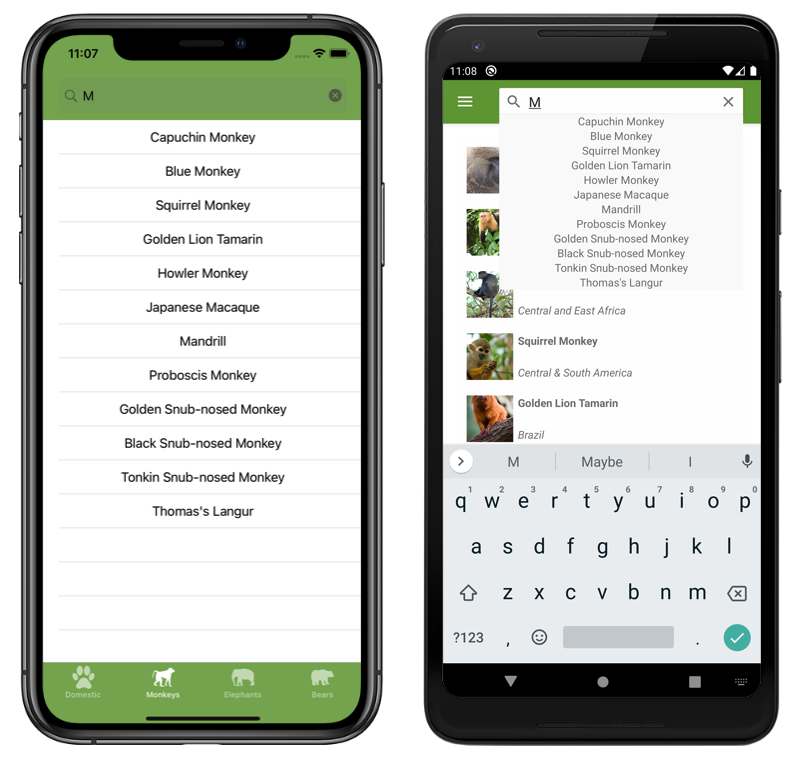 11:07
M
Capuchin Monkey
Blue Monkey
Squirrel Monkey
Golden Lion Tamarin
Howler Monkey
Japanese Macaque
Mandrill
Proboscis Monkey
Golden Snub-nosed Monkey
Black Snub-nosed Monkey
Tonkin Snub-nosed Monkey
Thomas's Langur
Domestic Monkeys Elephants Bears
11:08
M
Capuchin Monkey
Blue Monkey
Squirrel Monkey
Golden Lion Tamarin
Howler Monkey
Japanese Macaque
Mandrill
Proboscis Monkey
Golden Snub-nosed Monkey
Black Snub-nosed Monkey
Tonkin Snub-nosed Monkey
Thomas's Langur
Central and East Africa
Squirrel Monkey
Central & South America
Golden Lion Tamarin
Brazil
M Maybe I
1 2 3 4 5 6 7 8 9 0
q w e r t y u i o p
a s d f g h j k l
z x c v b n m
?123 , .